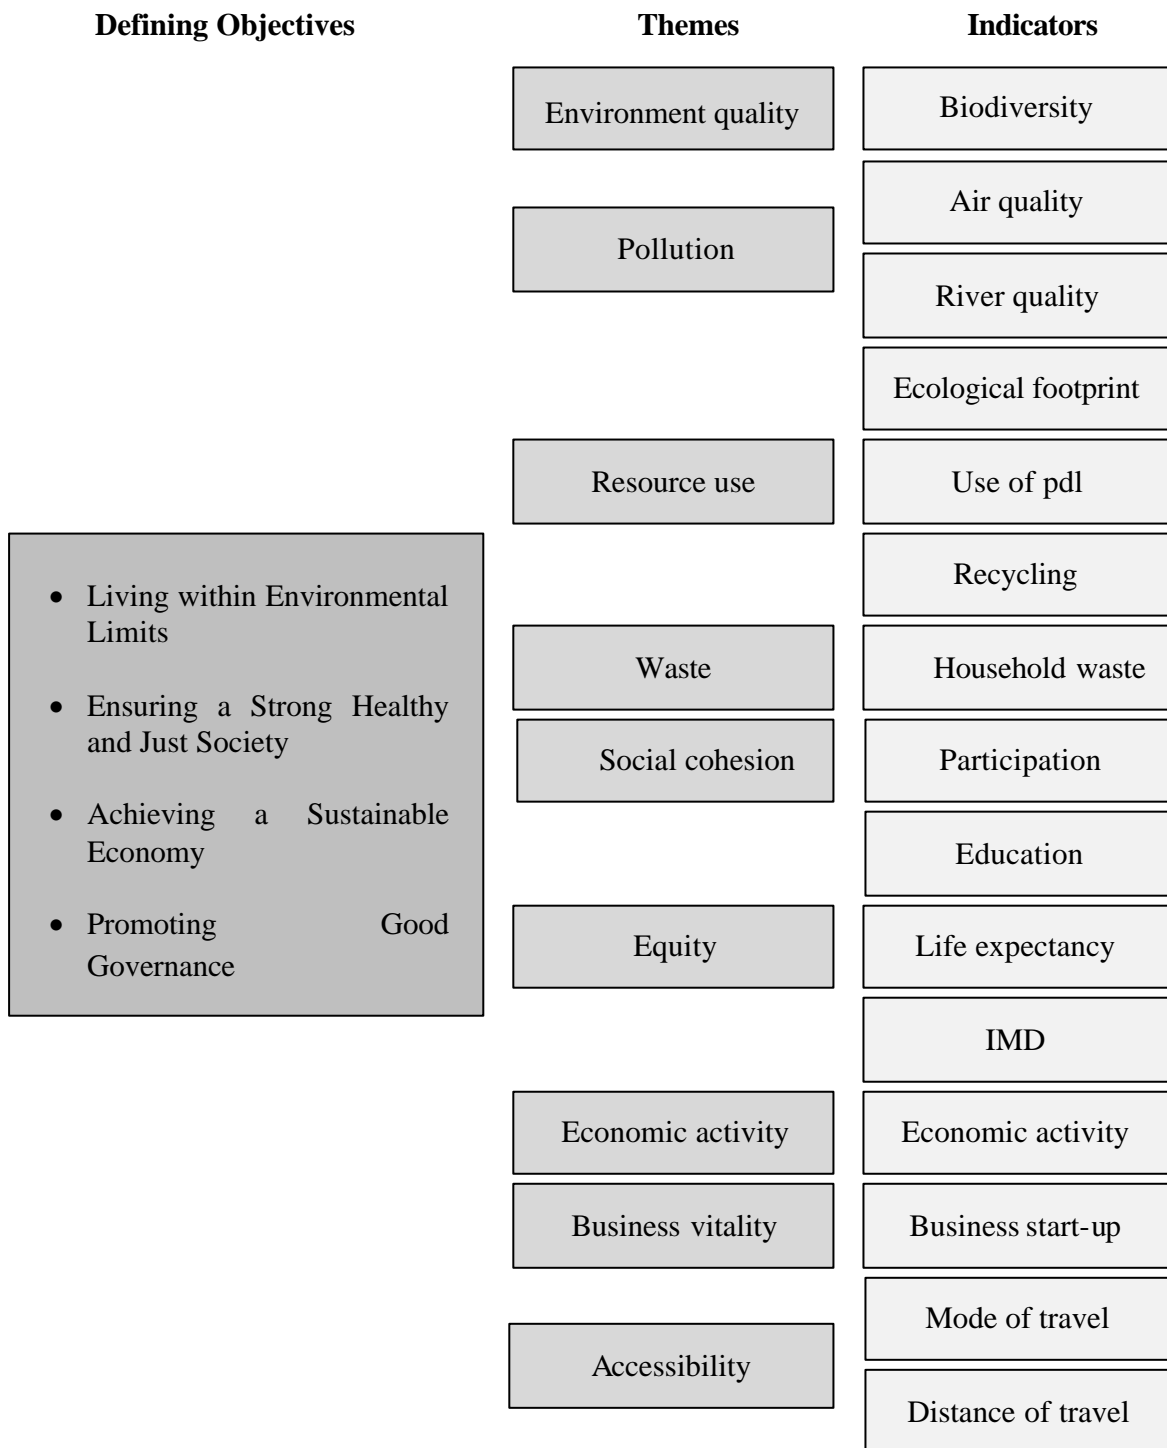 Defining Objectives
Themes
Indicators
Environment quality
Biodiversity
Air quality
Pollution
River quality
Ecological footprint
Resource use
Use of pdl
Recycling
• Living within Environmental
Limits
• Ensuring a Strong Healthy
and Just Society
• Achieving a Sustainable
Economy
• Promoting Good
Governance
Waste
Household waste
Social cohesion
Participation
Education
Equity
Life expectancy
IMD
Economic activity
Economic activity
Business vitality
Business start-up
Mode of travel
Accessibility
Distance of travel